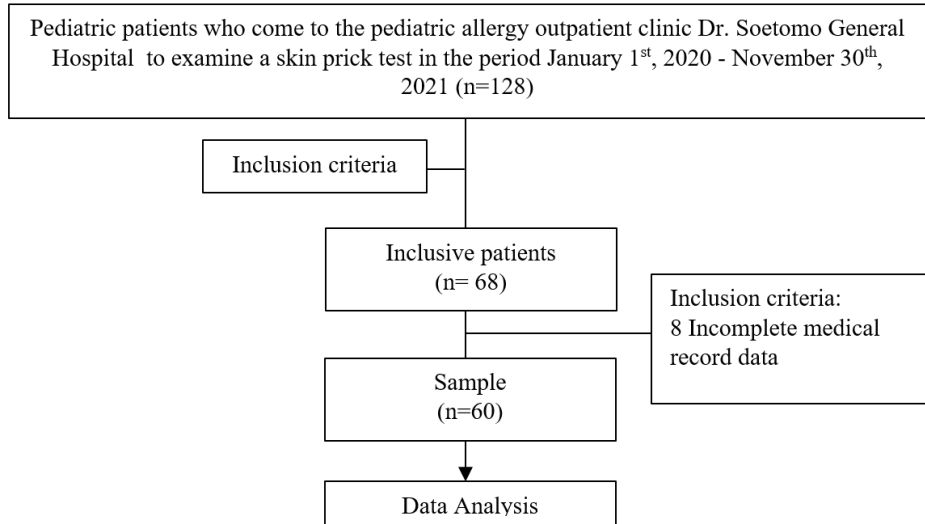 Pediatric patients who come to the pediatric allergy outpatient clinic Dr. Soetomo General
Hospital to examine a skin prick test in the period January 1st, 2020 - November 30th,
2021 (n=128)
Inclusion criteria
Inclusive patients
(n= 68)
Inclusion criteria:
8 Incomplete medical
record data
Sample
(n=60)
Data Analysis